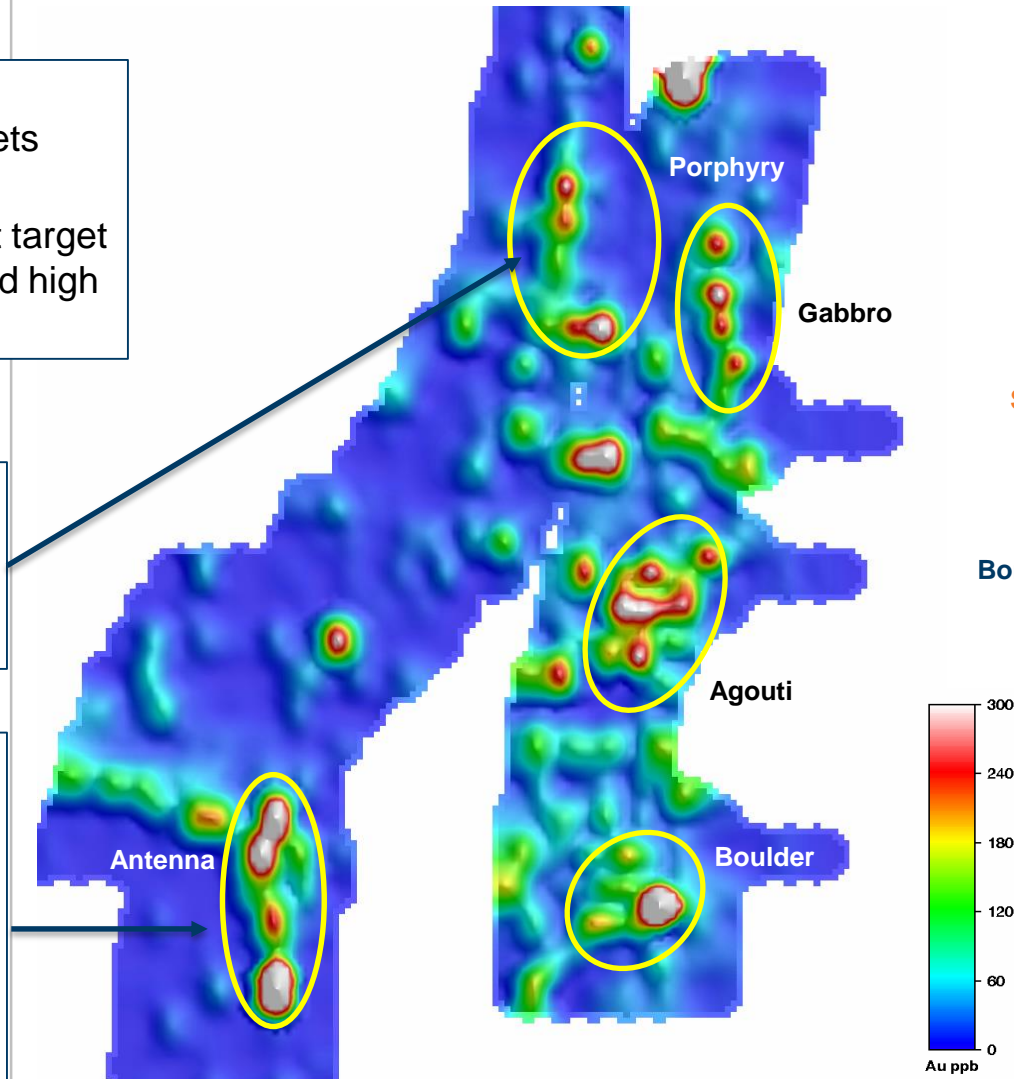 ets
target
d high
Porphyry
Gabbro
Agouti
Antenna
Boulder
Bo
300
240
180
120
60
0
Au ppb